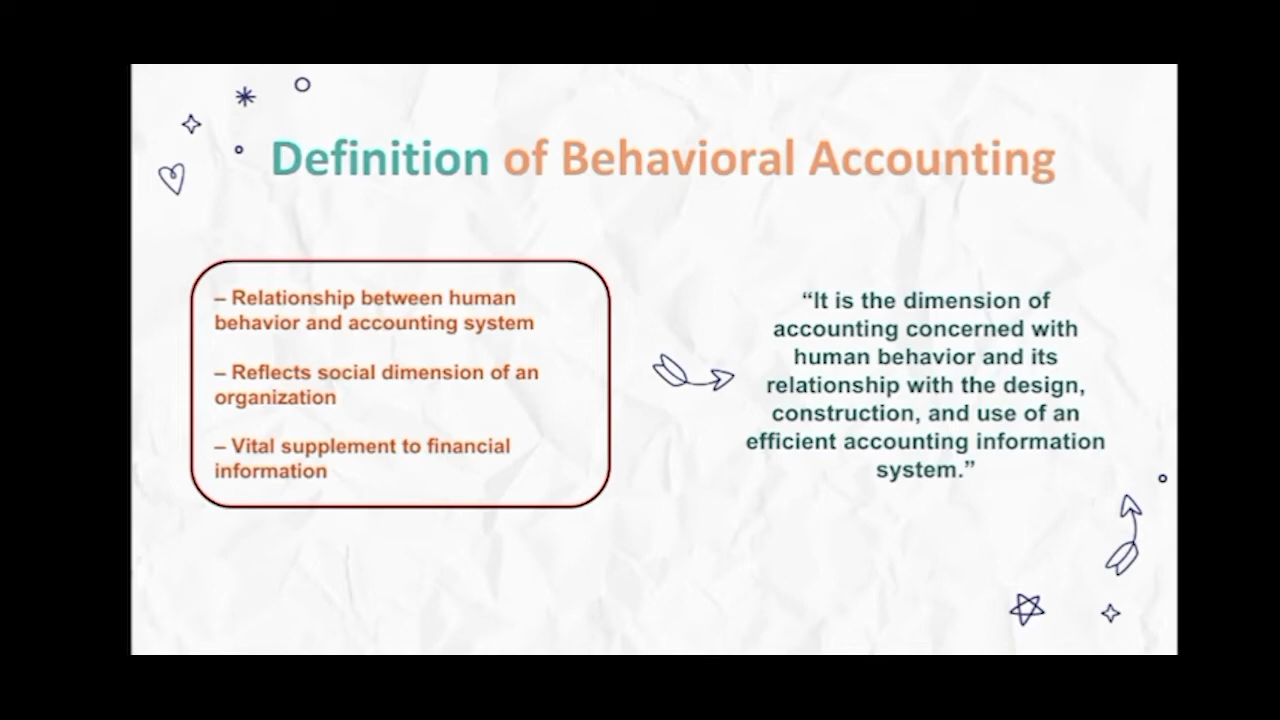 Definition of Behavioral Accounting
– Relationship between human
behavior and accounting system
– Reflects social dimension of an
organization
– Vital supplement to financial
information
“It is the dimension of
accounting concerned with
human behavior and its
relationship with the design,
construction, and use of an
efficient accounting information
system.”